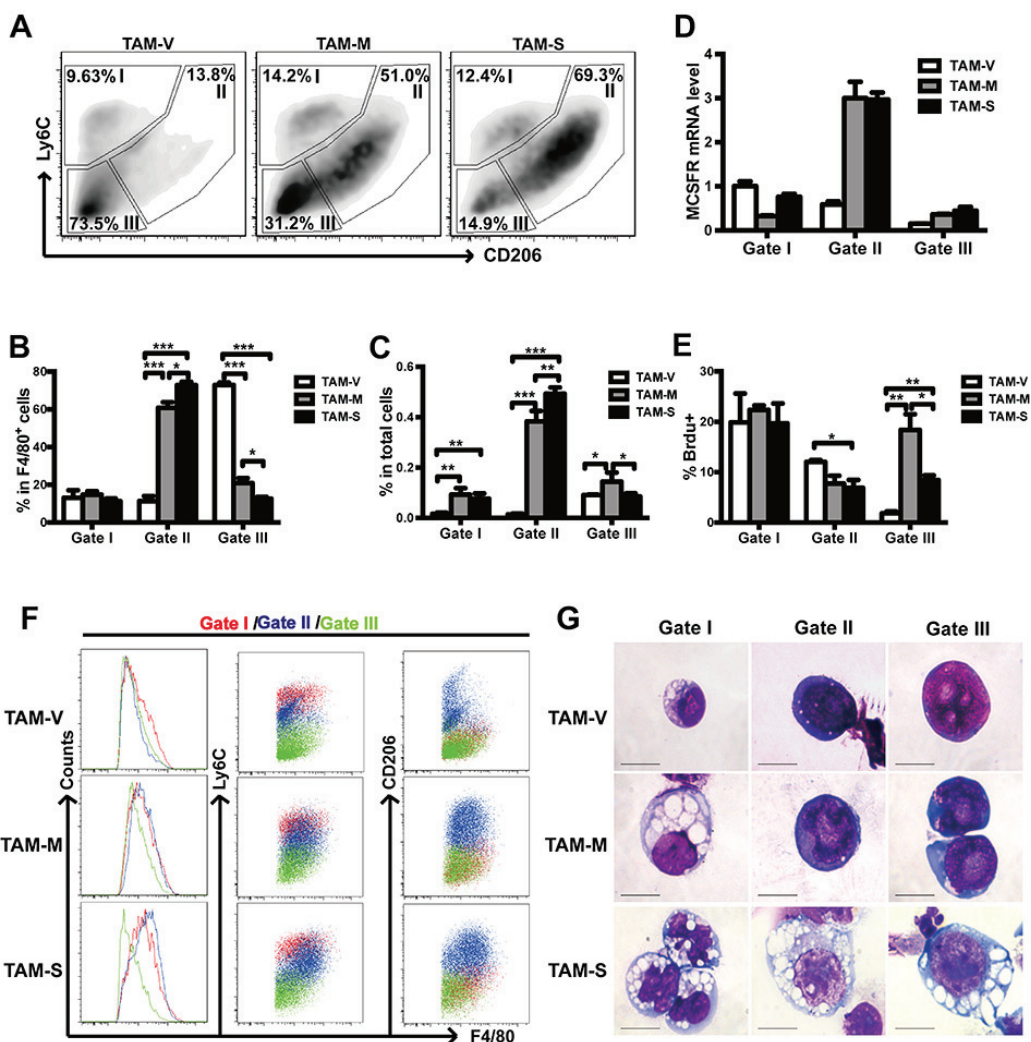 A
TAM-V
TAM-M
TAM-S
9.63% I
13.8%
II
73.5% III
14.2% I
51.0%
II
31.2% III
12.4% I
69.3%
II
14.9% III
Ly6C
CD206
D
MCSFR mRNA level
4
3
2
1
0
Gate I
Gate II
Gate III
TAM-V
TAM-M
TAM-S
B
% in F4/80+ cells
80
60
40
20
0
***
***
*
***
***
*
Gate I
Gate II
Gate III
TAM-V
TAM-M
TAM-S
C
% in total cells
0.6
0.4
0.2
0.0
**
**
***
***
**
*
*
Gate I
Gate II
Gate III
TAM-V
TAM-M
TAM-S
E
% Brdu+
30
20
10
0
*
**
**
*
Gate I
Gate II
Gate III
TAM-V
TAM-M
TAM-S
F
Gate I /Gate II /Gate III
TAM-V
TAM-M
TAM-S
Counts
Ly6C
CD206
F4/80
G
Gate I
Gate II
Gate III
TAM-V
TAM-M
TAM-S